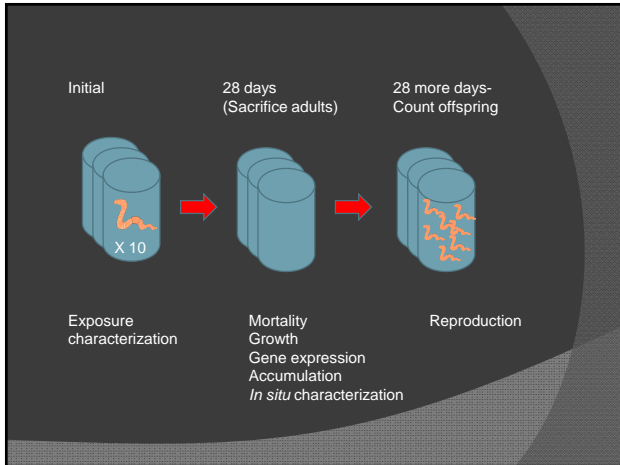 Initial
28 days
(Sacrifice adults)
28 more days-
Count offspring
X 10
Exposure
characterization
Mortality
Growth
Gene expression
Accumulation
In situ characterization
Reproduction